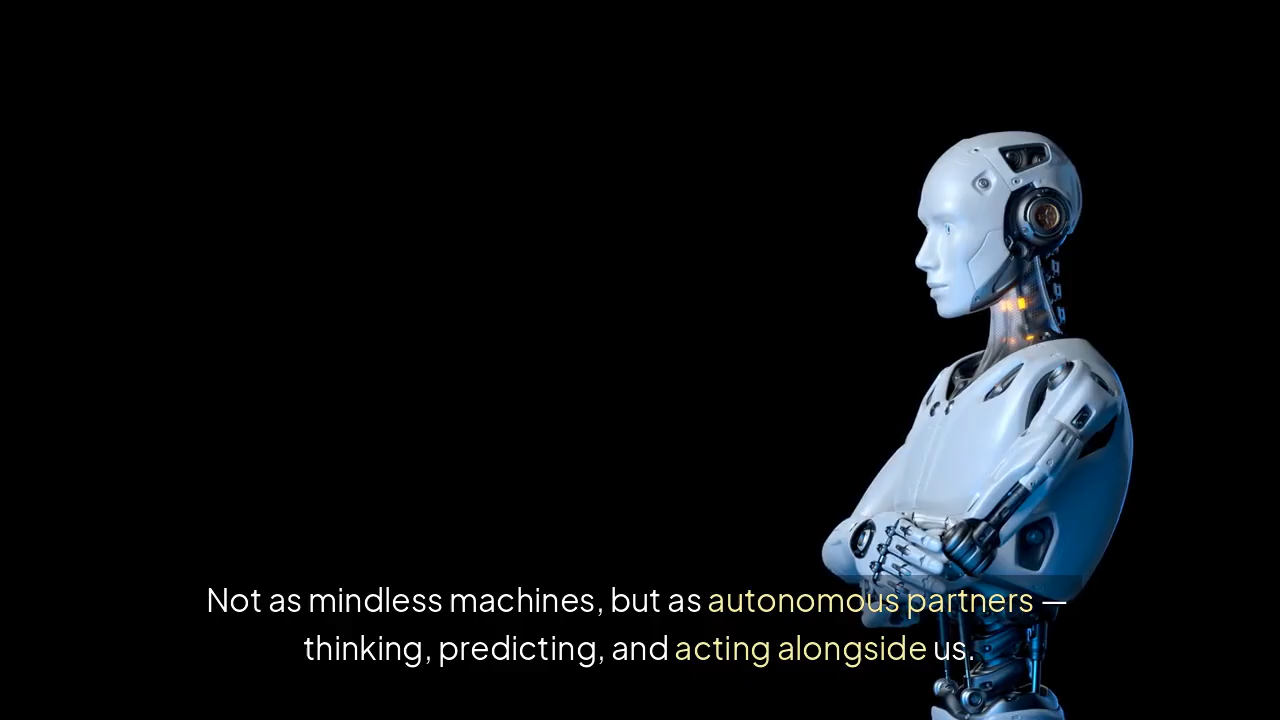 Not as mindless machines, but as autonomous partners —
thinking, predicting, and acting alongside us.